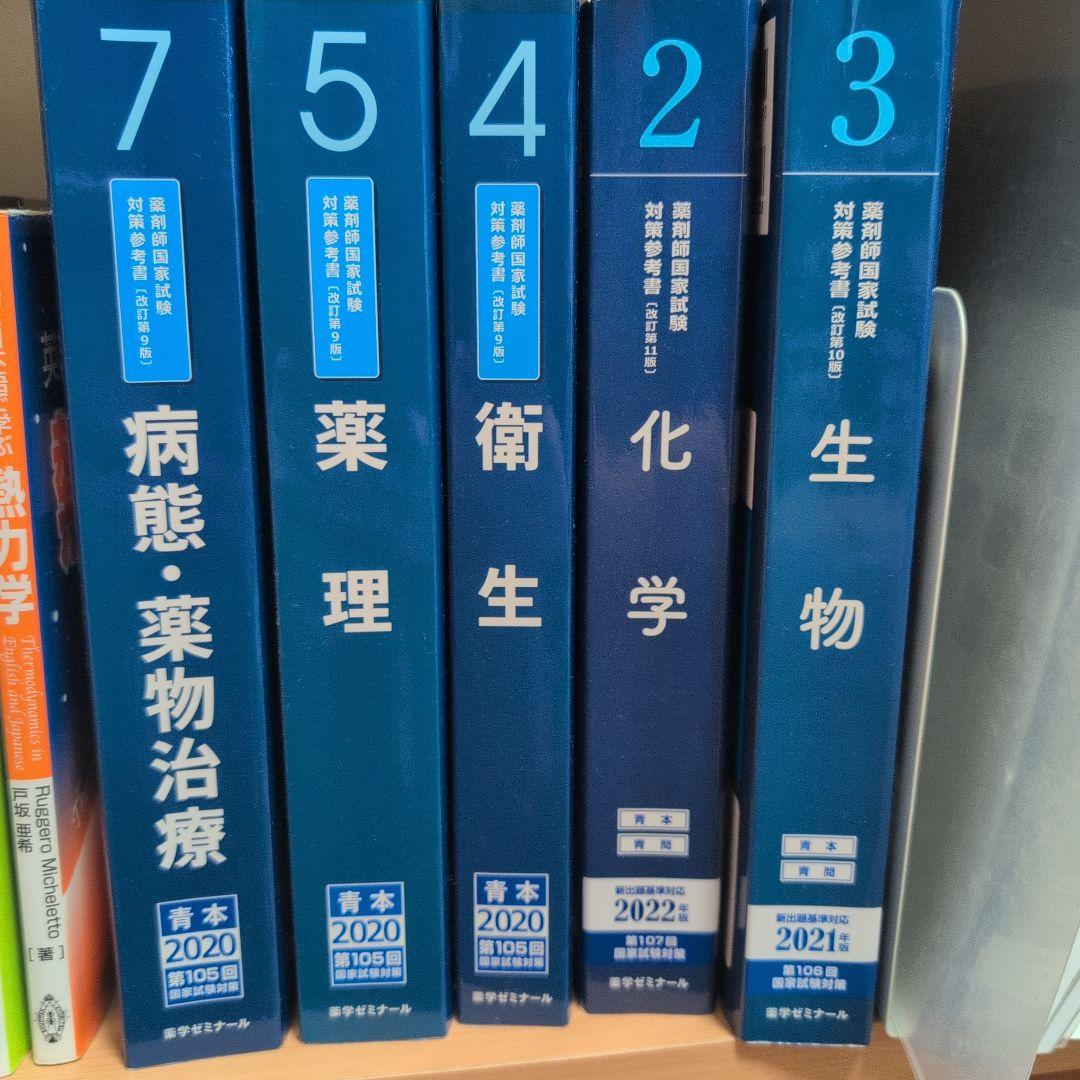 学ぶ
熱力学
Thermodynamics in
English and Japanese
Ruggero Micheletto
戸坂 亜希
[著]
英
7
薬剤師国家試験
対策参考書〔改訂第9版〕
病態・薬物治療
青本
2020
第105回
国家試験対策
薬学ゼミナール
5
薬剤師国家試験
対策参考書〔改訂第9版〕
薬理
青本
2020
第105回
国家試験対策
薬学ゼミナール
4
薬剤師国家試験
対策参考書〔改訂第9版〕
衛生
青本
2020
第105回
国家試験対策
薬学ゼミナール
2
薬剤師国家試験
対策参考書〔改訂第11版〕
化学
青本
青問
新出題基準対応
2022年版
第107回
国家試験対策
薬学ゼミナール
3
薬剤師国家試験
対策参考書〔改訂第10版〕
生物
青本
青問
新出題基準対応
2021年版
第106回
国家試験対策
薬学ゼミナール